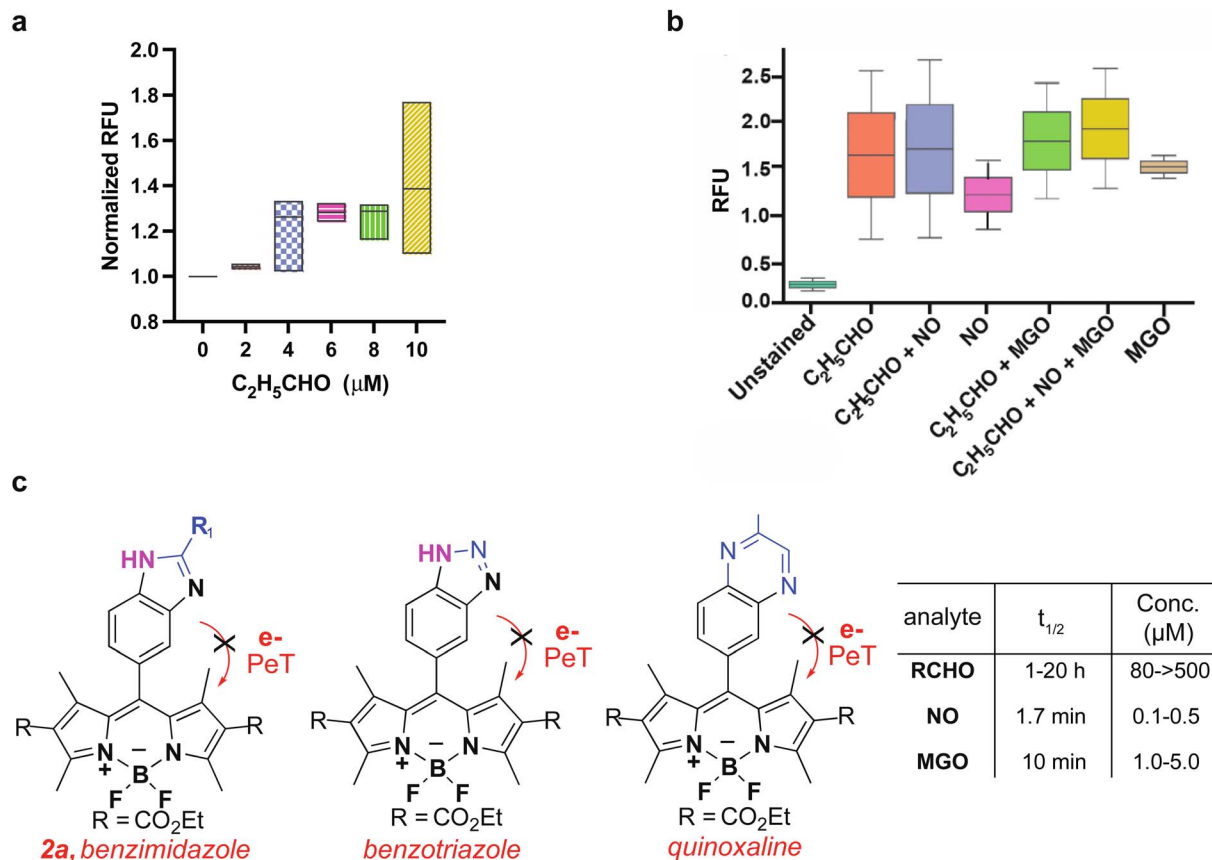 a
Normalized RFU
2.0
1.8
1.6
1.4
1.2
1.0
0.8
0
2
4
6
8
10
C₂H₅CHO (μM)
b
RFU
2.5
2.0
1.5
1.0
0.5
0.0
Unstained
C₂H₅CHO
C₂H₅CHO + NO
NO
C₂H₅CHO + MGO
C₂H₅CHO + NO + MGO
MGO
c
R₁
HN
N
e-
PeT
R
R
N
N
+
−
B
F
F
R = CO₂Et
2a, benzimidazole
HN
N
N
e-
PeT
R
R
N
N
+
−
B
F
F
R = CO₂Et
benzotriazole
N
N
e-
PeT
R
R
N
N
+
−
B
F
F
R = CO₂Et
quinoxaline
analyte t₁/₂ Conc. (μM)
RCHO 1-20 h 80->500
NO 1.7 min 0.1-0.5
MGO 10 min 1.0-5.0